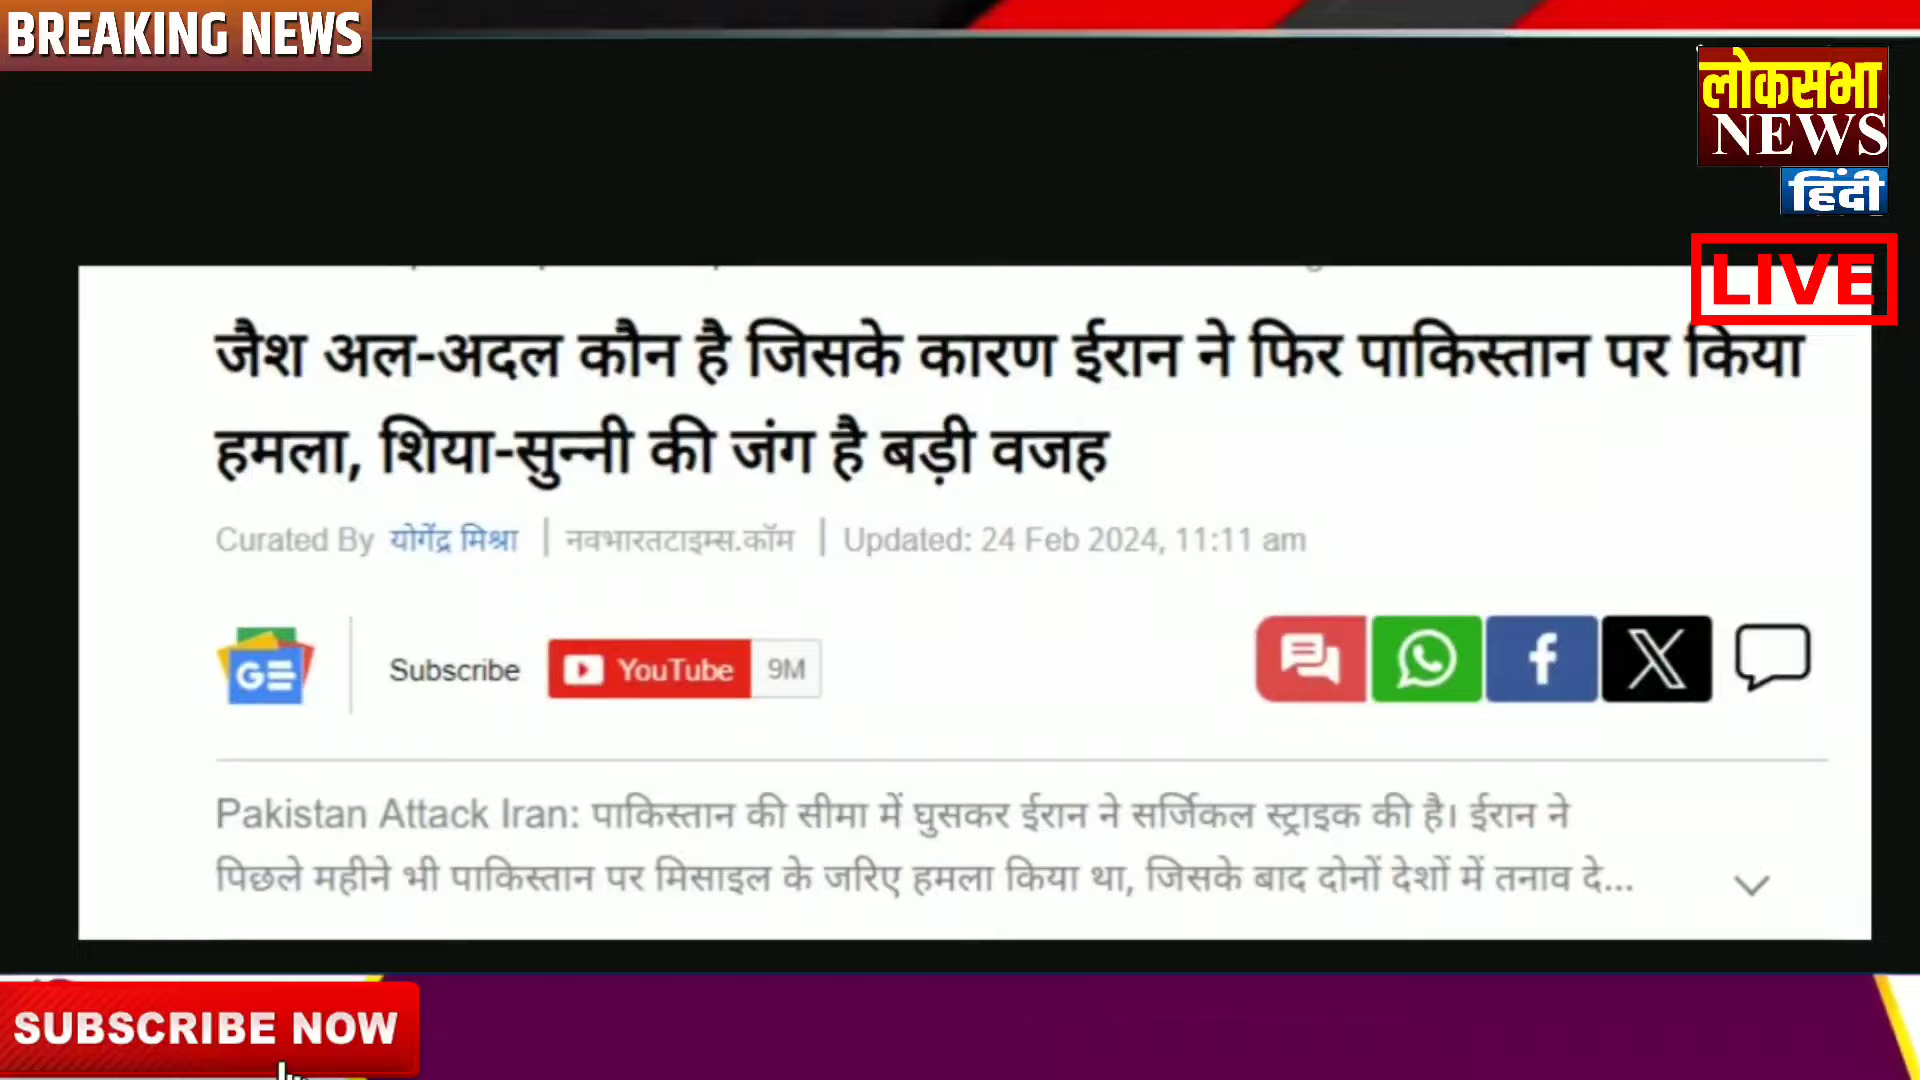 BREAKING NEWS
लोकसभा
NEWS
हिंदी
LIVE
जैश अल-अदल कौन है जिसके कारण ईरान ने फिर पाकिस्तान पर किया
हमला, शिया-सुन्नी की जंग है बड़ी वजह
Curated By योगेंद्र मिश्रा | नवभारतटाइम्स.कॉम | Updated: 24 Feb 2024, 11:11 am
GE Subscribe YouTube 9M
Pakistan Attack Iran: पाकिस्तान की सीमा में घुसकर ईरान ने सर्जिकल स्ट्राइक की है। ईरान ने
पिछले महीने भी पाकिस्तान पर मिसाइल के जरिए हमला किया था, जिसके बाद दोनों देशों में तनाव दे...
SUBSCRIBE NOW